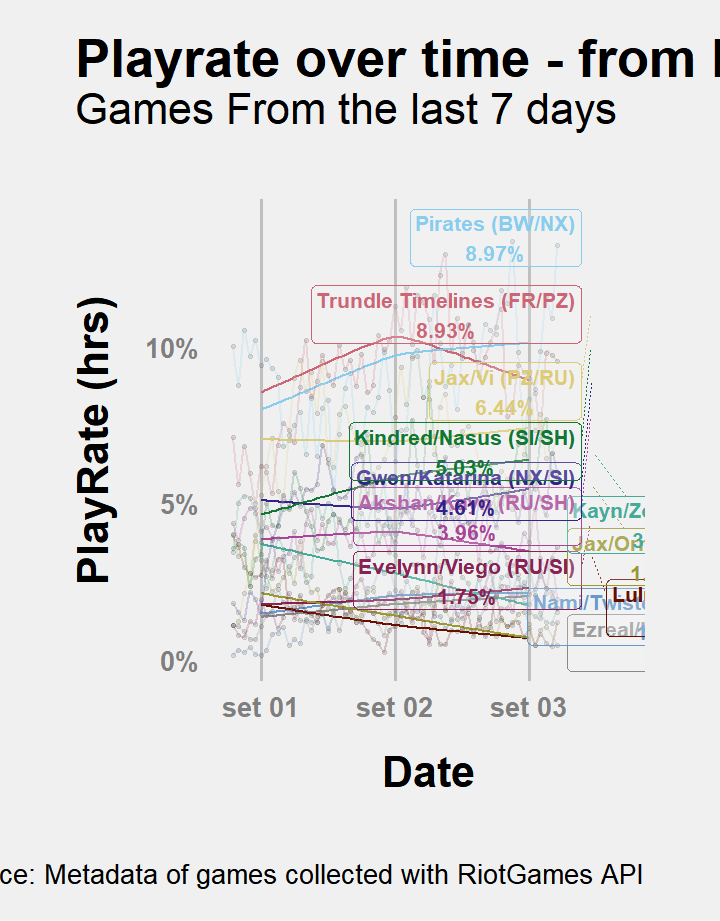 Playrate over time - from
Games From the last 7 days
PlayRate (hrs)
10%
5%
0%
Pirates (BW/NX)
8.97%
Trundle Timelines (FR/PZ)
8.93%
Jax/Vi (PZ/RU)
6.44%
Kindred/Nasus (SI/SH)
5.03%
Gwen/Katarina (NX/SI)
4.61%
(RU/SH)
3.96%
Evelynn/Viego (RU/SI)
1.75%
set 01
set 02
set 03
Date
ce: Metadata of games collected with RiotGames API